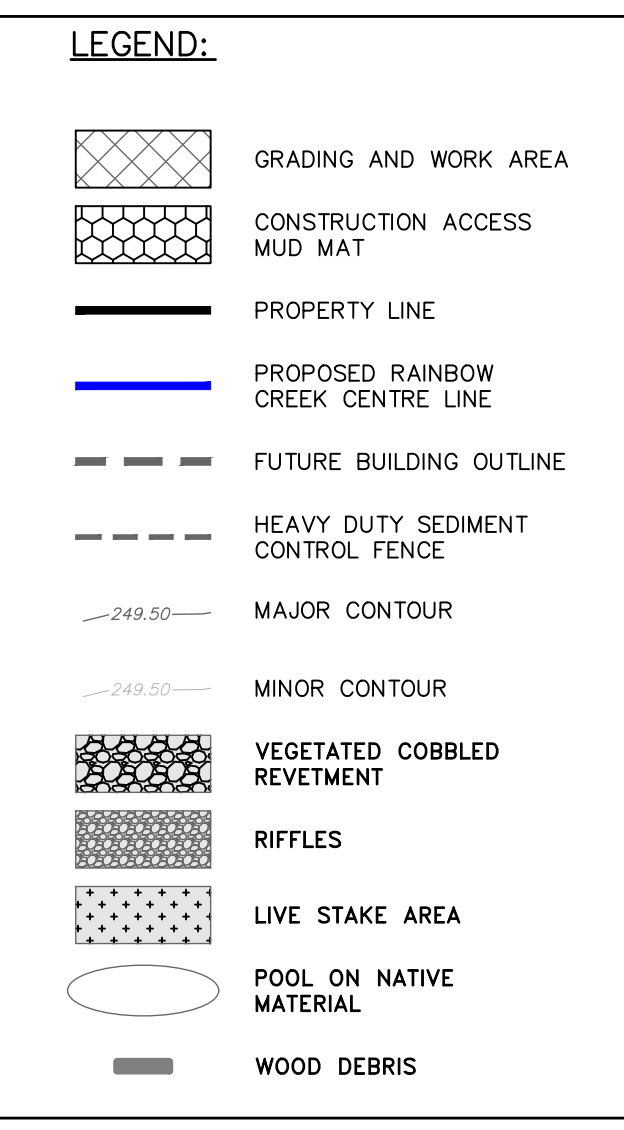 LEGEND:
GRADING AND WORK AREA
CONSTRUCTION ACCESS
MUD MAT
PROPERTY LINE
PROPOSED RAINBOW
CREEK CENTRE LINE
FUTURE BUILDING OUTLINE
HEAVY DUTY SEDIMENT
CONTROL FENCE
249.50 MAJOR CONTOUR
249.50 MINOR CONTOUR
VEGETATED COBBLED
REVETMENT
RIFFLES
LIVE STAKE AREA
POOL ON NATIVE
MATERIAL
WOOD DEBRIS